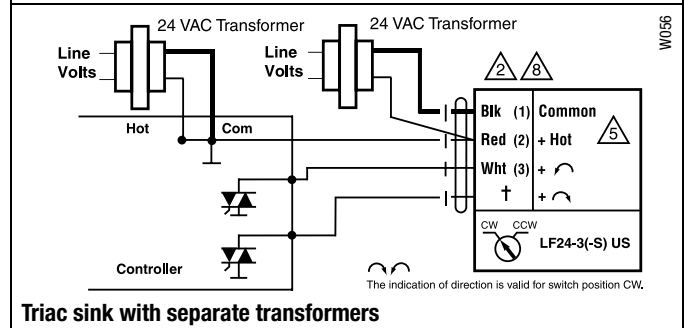 24 VAC Transformer
24 VAC Transformer
W056
Line
Volts
Line
Volts
2
8
Hot
Com
Blk (1) Common
Red (2) + Hot
5
Wht (3) +
† +
CW CCW
LF24-3(-S) US
Controller
The indication of direction is valid for switch position CW.
Triac sink with separate transformers